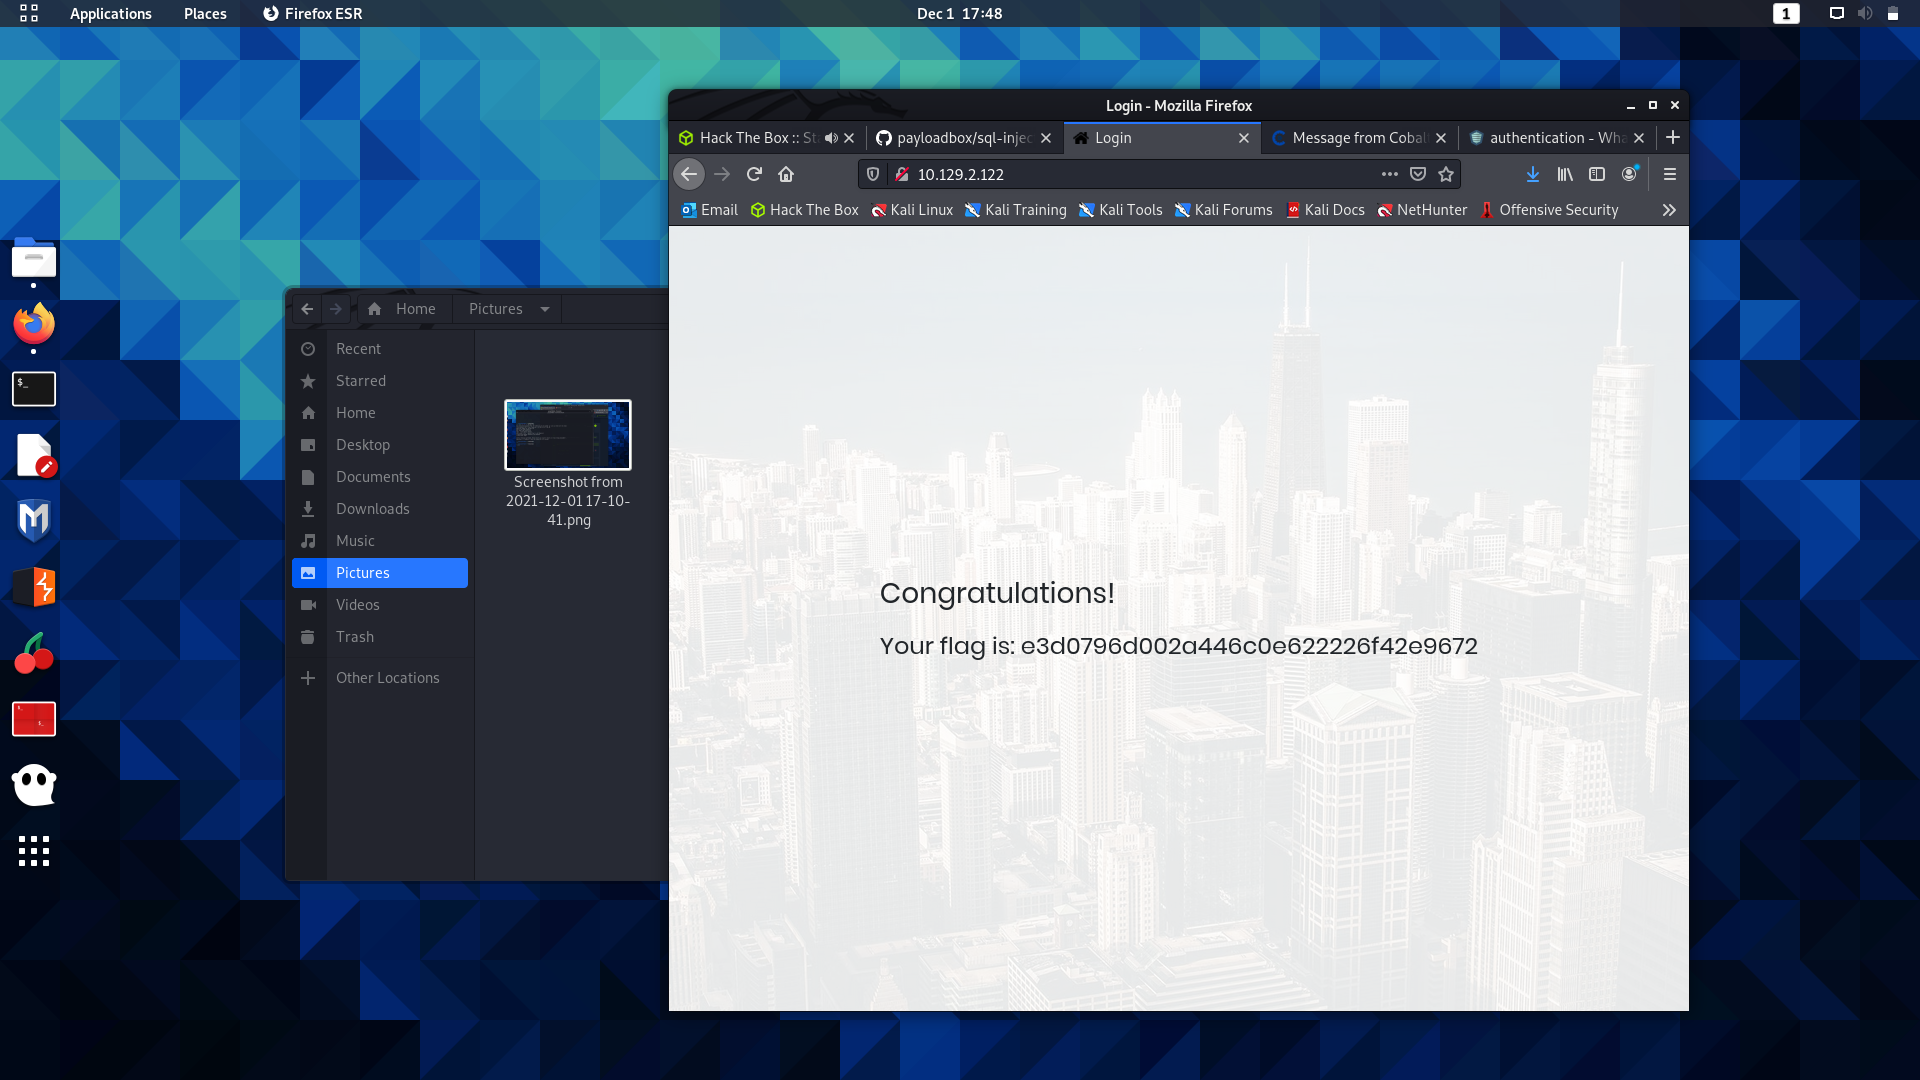 Applications Places Firefox ESR Dec 1 17:48 1
Login - Mozilla Firefox
Hack The Box :: Sta payloadbox/sql-injec Login Message from Cobal authentication - Wha
10.129.2.122
Email Hack The Box Kali Linux Kali Training Kali Tools Kali Forums Kali Docs NetHunter Offensive Security
Home Pictures
Recent
Starred
Home
Desktop
Documents
Downloads
Music
Pictures
Videos
Trash
Other Locations
Screenshot from
2021-12-01 17-10-
41.png
Congratulations!
Your flag is: e3d0796d002a446c0e622226f42e9672